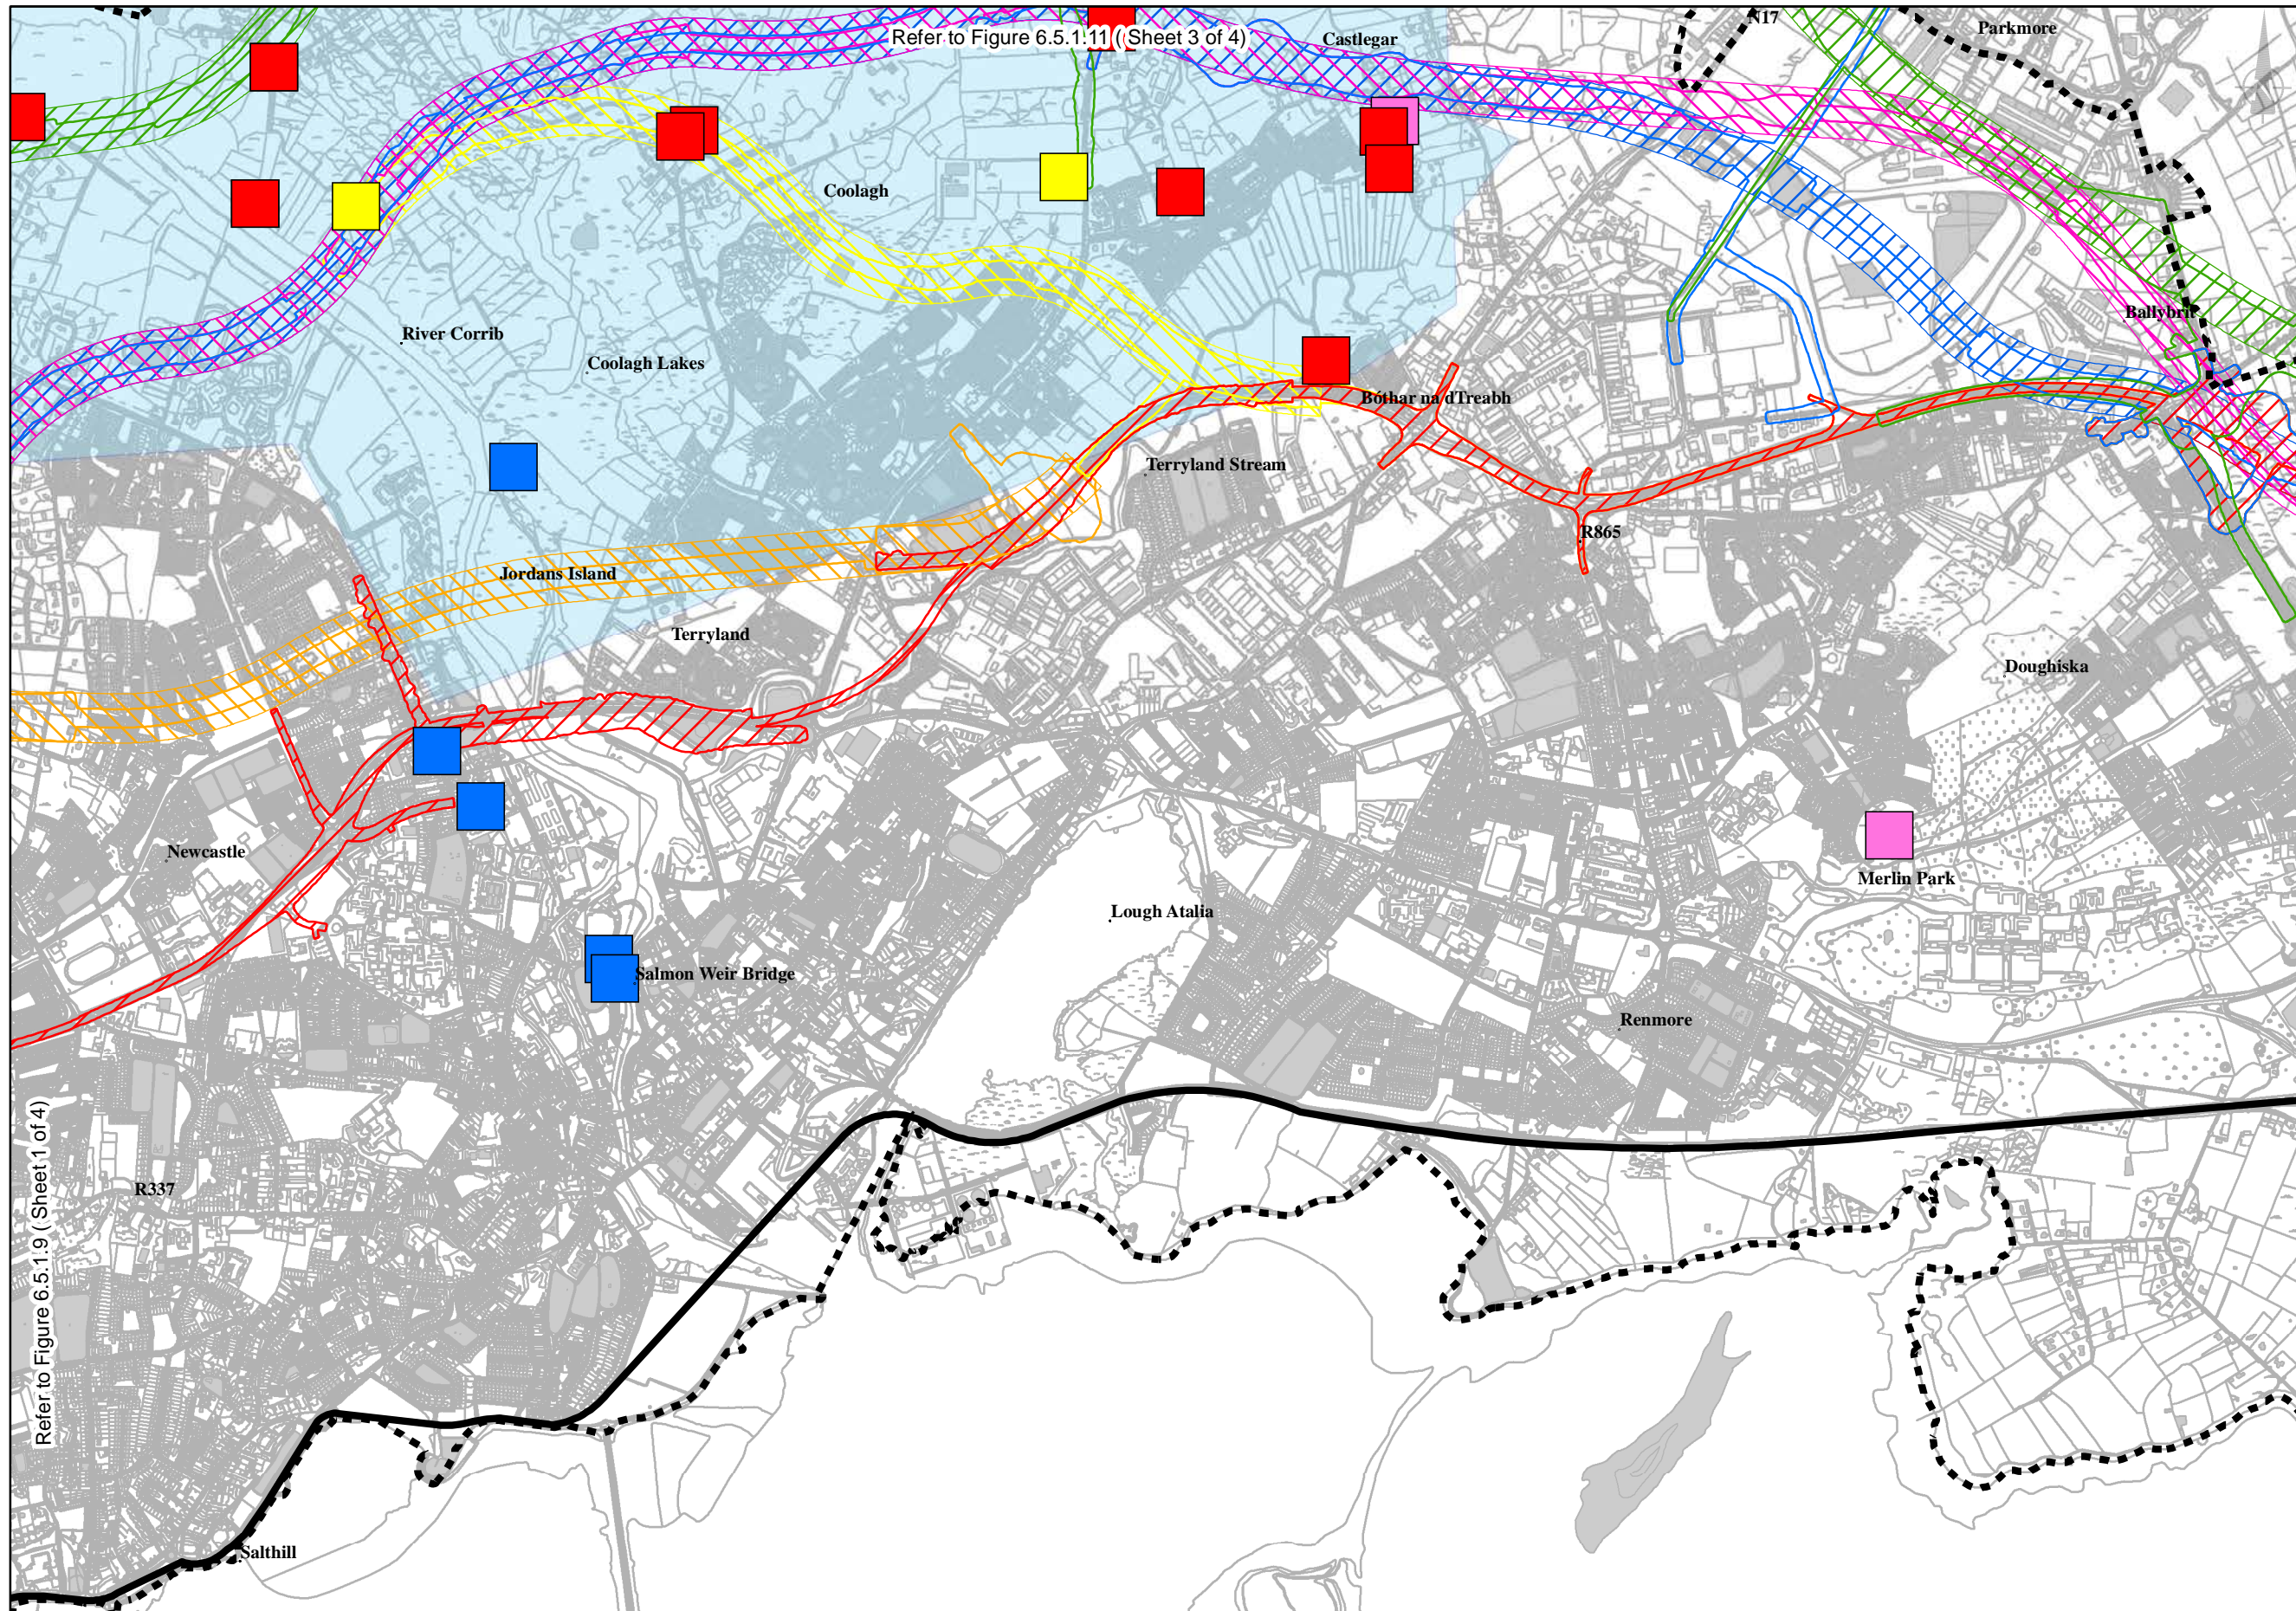 N17
Parkmore
Refer to Figure 6.5.1.11 ( Sheet 3 of 4)
Castlegar
Coolagh
Ballybrit
River Corrib
Coolagh Lakes
Bóthar na dTreabh
Terryland Stream
R865
Jordans Island
Terryland
Doughiska
Newcastle
Merlin Park
Lough Atalia
Salmon Weir Bridge
Renmore
R337
Refer to Figure 6.5.1.9 ( Sheet 1 of 4)
Salthill